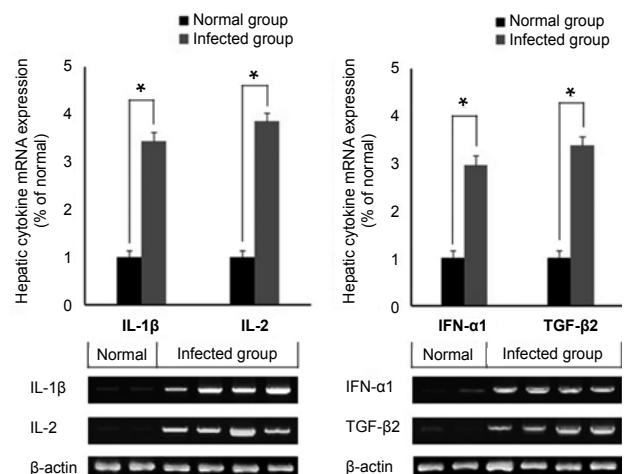 Normal group
Infected group
Hepatic cytokine mRNA expression
(% of normal)
5
4
3
2
1
0
*
*
IL-1β
IL-2
Normal
Infected group
IL-1β
IL-2
β-actin
Normal group
Infected group
Hepatic cytokine mRNA expression
(% of normal)
5
4
3
2
1
0
*
*
IFN-α1
TGF-β2
Normal
Infected group
IFN-α1
TGF-β2
β-actin